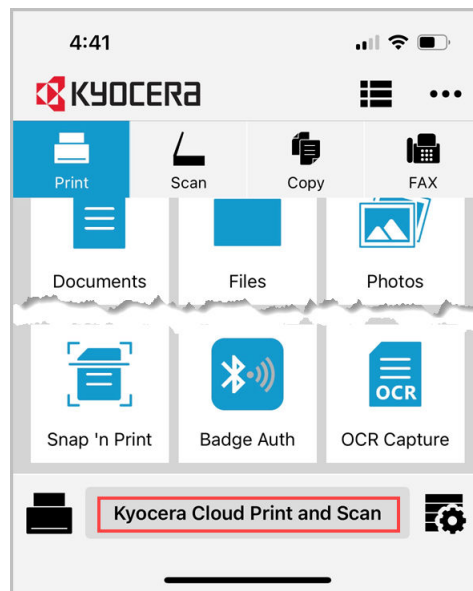 4:41
KYOCERA
Print Scan Copy FAX
Documents Files Photos
OCR
Snap 'n Print Badge Auth OCR Capture
Kyocera Cloud Print and Scan